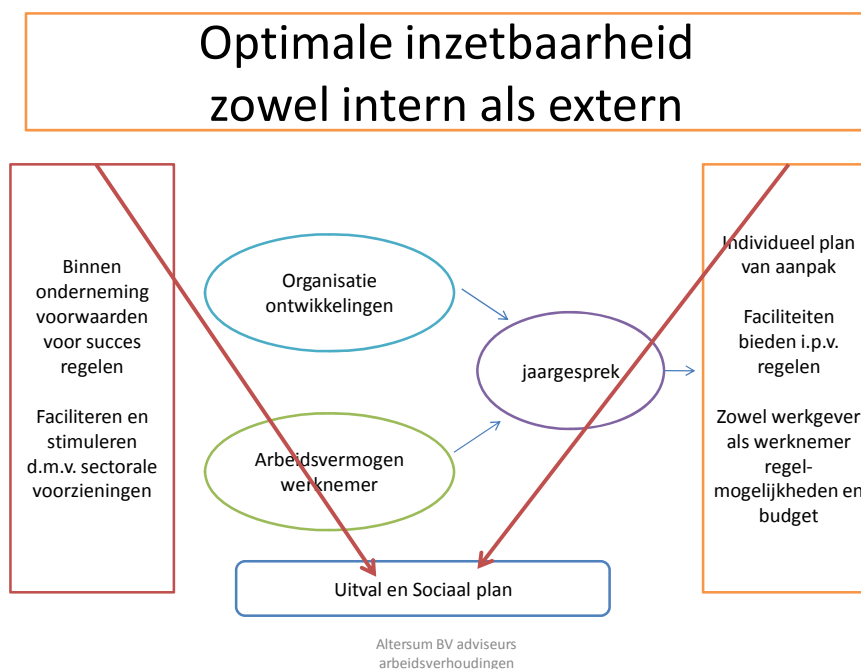 Optimale inzetbaarheid
zowel intern als extern
Binnen
onderneming
voorwaarden
voor succes
regelen
Faciliteren en
stimuleren
d.m.v. sectorale
voorzieningen
Organisatie
ontwikkelingen
Arbeidsvermogen
werknemer
jaargesprek
Individueel plan
van aanpak
Faciliteiten
bieden i.p.v.
regelen
Zowel werkgever
als werknemer
regel-
mogelijkheden en
budget
Uitval en Sociaal plan
Altersum BV adviseurs
arbeidsverhoudingen